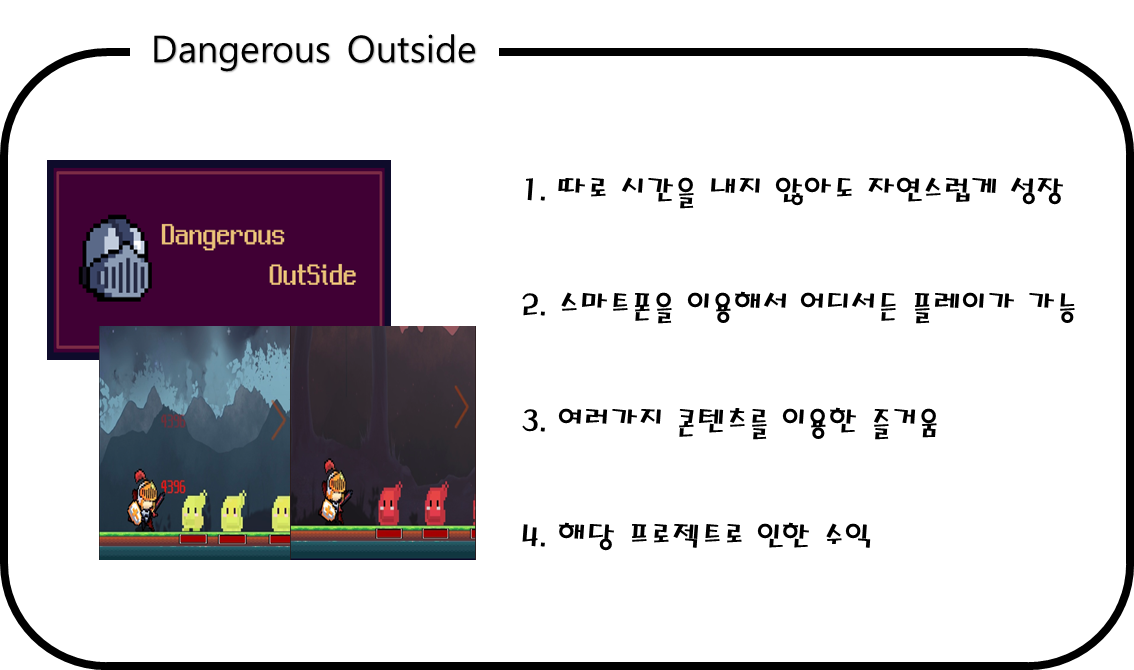 Dangerous Outside
Dangerous
OutSide
1. 따로 시간을 내지 않아도 자연스럽게 성장
2. 스마트폰을 이용해서 어디서든 플레이가 가능
3. 여러가지 콘텐츠를 이용한 즐거움
4. 해당 프로젝트로 인한 수익
4396
4396